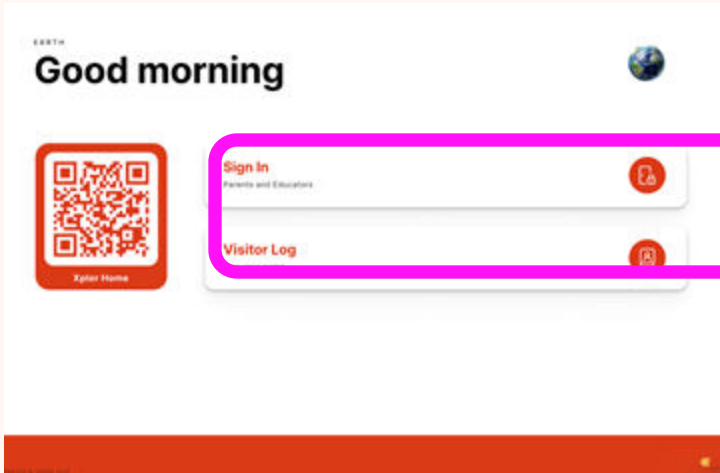 EARTH
Good morning
Sign In
Parents and Educators
Visitor Log
Xplor Home